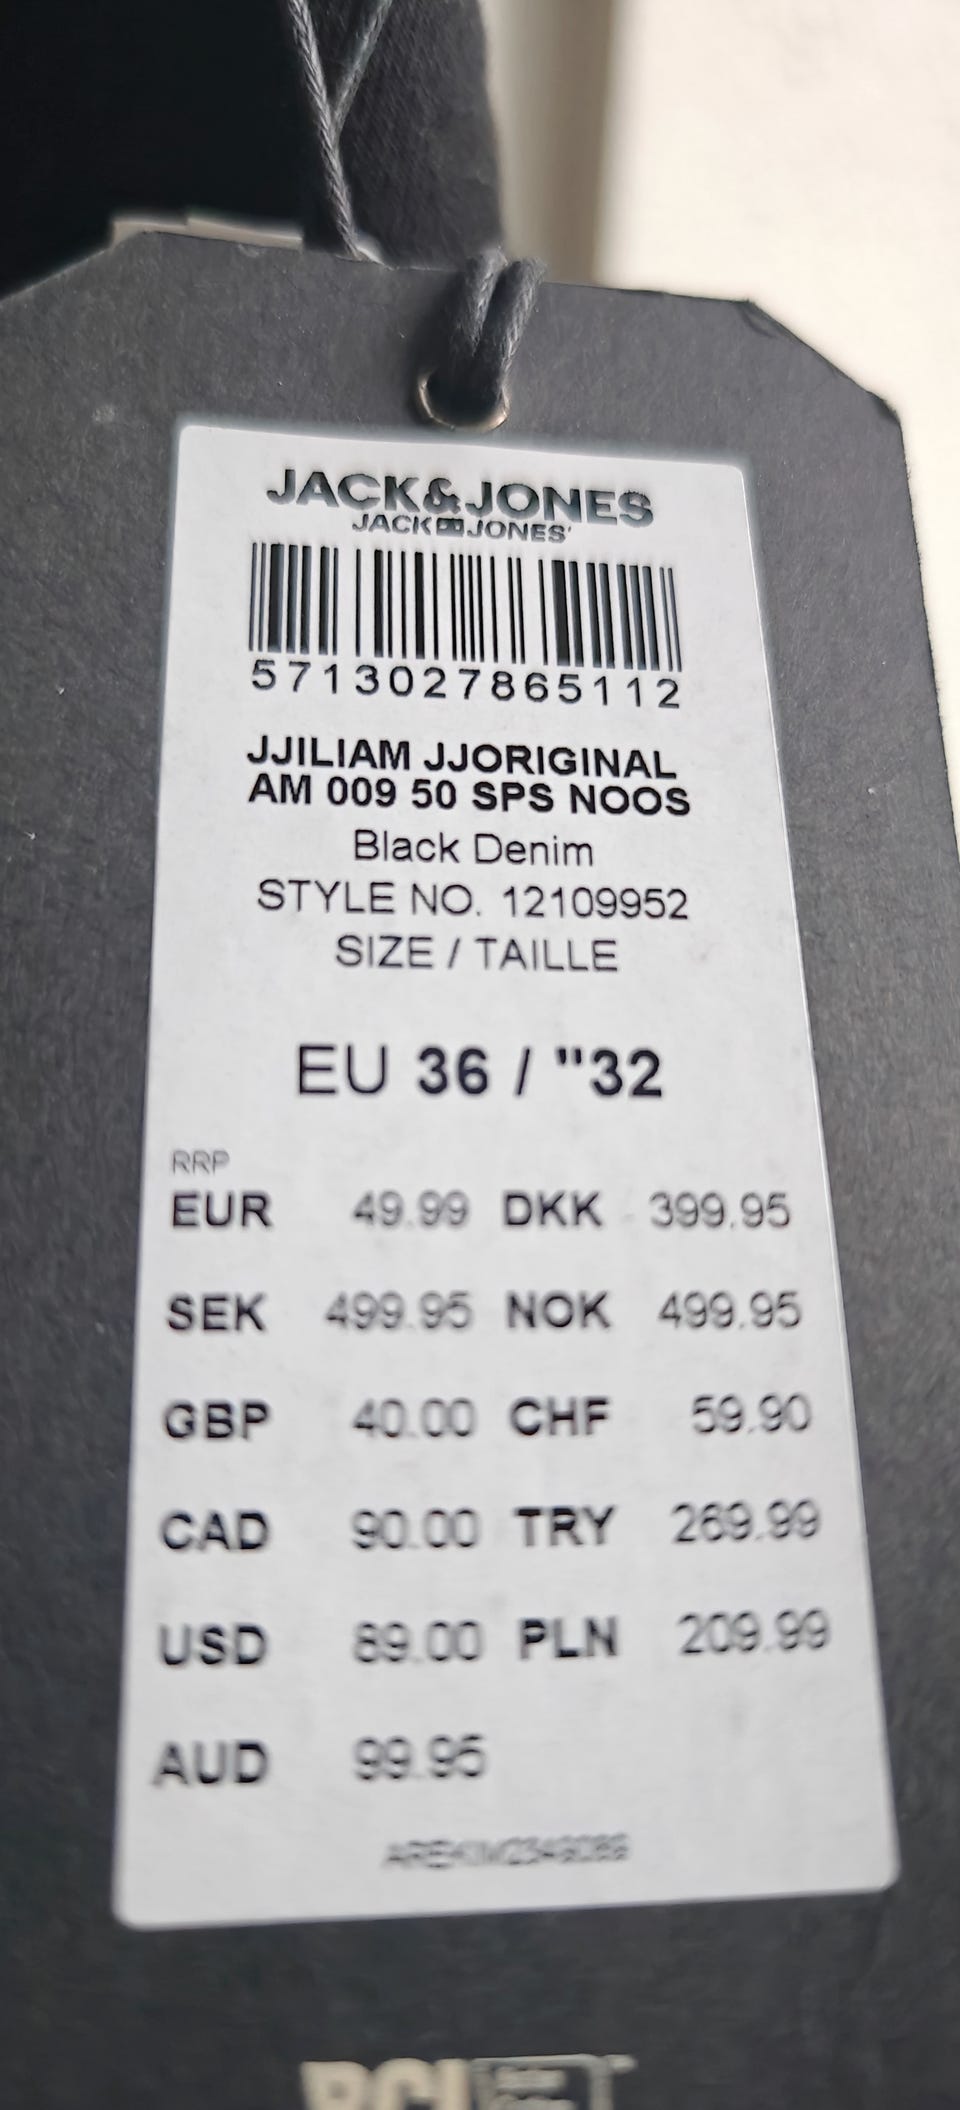 JACK&JONES
JACK JONES
5713027865112
JJILIAM JJORIGINAL
AM 009 50 SPS NOOS
Black Denim
STYLE NO. 12109952
SIZE / TAILLE
EU 36 / "32
RRP
EUR 49.99 DKK 399.95
SEK 499.95 NOK 499.95
GBP 40.00 CHF 59.90
CAD 90.00 TRY 269.99
USD 89.00 PLN 209.99
AUD 99.95
BCI